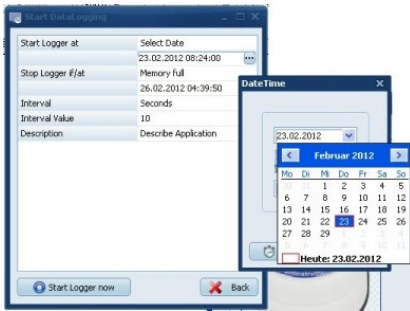 Start DataLogging
Start Logger at Select Date
23.02.2012 08:24:00 ...
Stop Logger if/at Memory full
26.02.2012 04:39:50
Interval Seconds
Interval Value 10
Description Describe Application
Start Logger now Back
DateTime
23.02.2012
Februar 2012
Mo Di Mi Do Fr Sa So
30 31 1 2 3 4 5
6 7 8 9 10 11 12
13 14 15 16 17 18 19
20 21 22 23 24 25 26
27 28 29 1 2 3 4
5 6 7 8 9 10 11
Heute: 23.02.2012